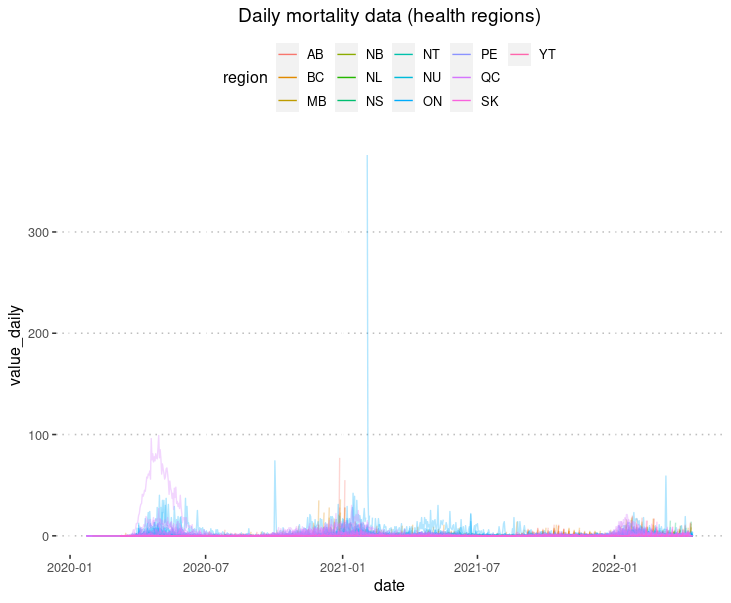 Daily mortality data (health regions)
AB NB NT PE YT
region BC NL NU QC
MB NS ON SK
300
200
100
0
value_daily
2020-01 2020-07 2021-01 2021-07 2022-01
date